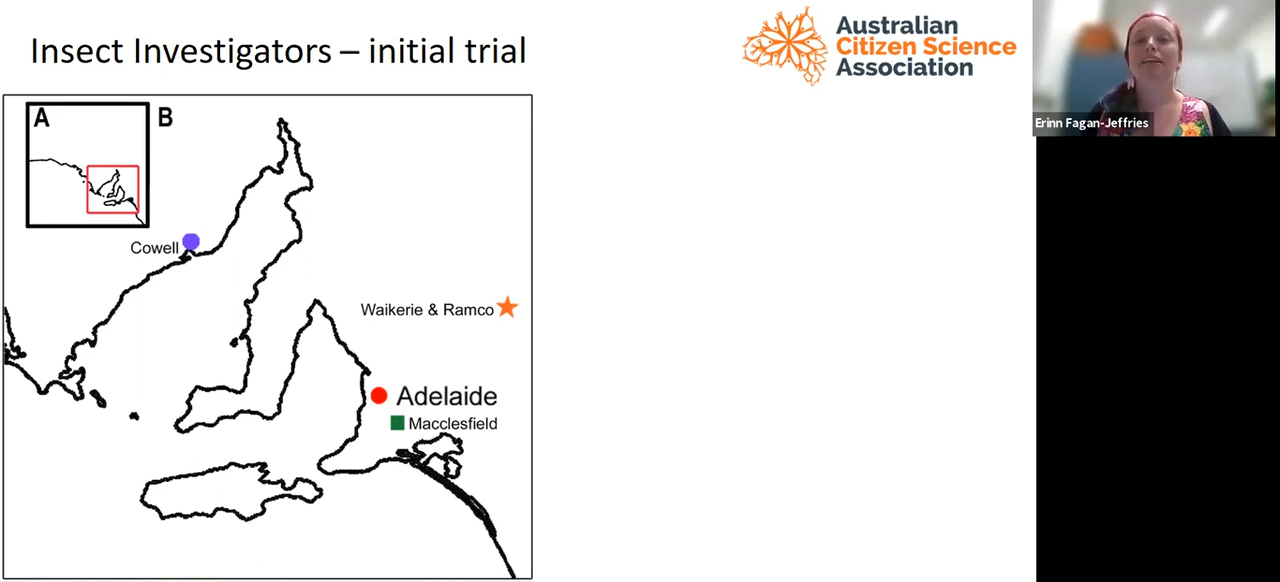 Insect Investigators – initial trial
Australian
Citizen Science
Association
Erinn Fagan-Jeffries
A
B
Cowell
Waikerie & Ramco
Adelaide
Macclesfield